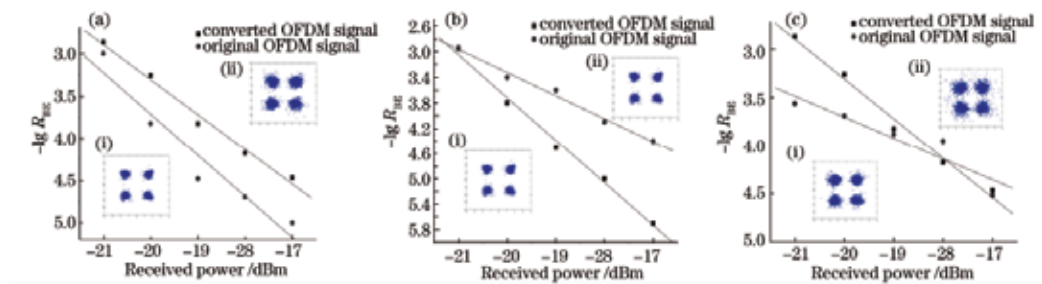 (a)
▪converted OFDM signal
•original OFDM signal
(ii)
(i)
−lg R_BE
3.0
3.5
4.0
4.5
5.0
−21 −20 −19 −28 −17
Received power /dBm
(b)
▪converted OFDM signal
•original OFDM signal
(ii)
(i)
−lg R_BE
2.6
3.0
3.4
3.8
4.2
4.6
5.0
5.4
5.8
−21 −20 −19 −28 −17
Received power /dBm
(c)
▪converted OFDM signal
•original OFDM signal
(ii)
(i)
−lg R_BE
3.0
3.5
4.0
4.5
5.0
−21 −20 −19 −28 −17
Received power /dBm